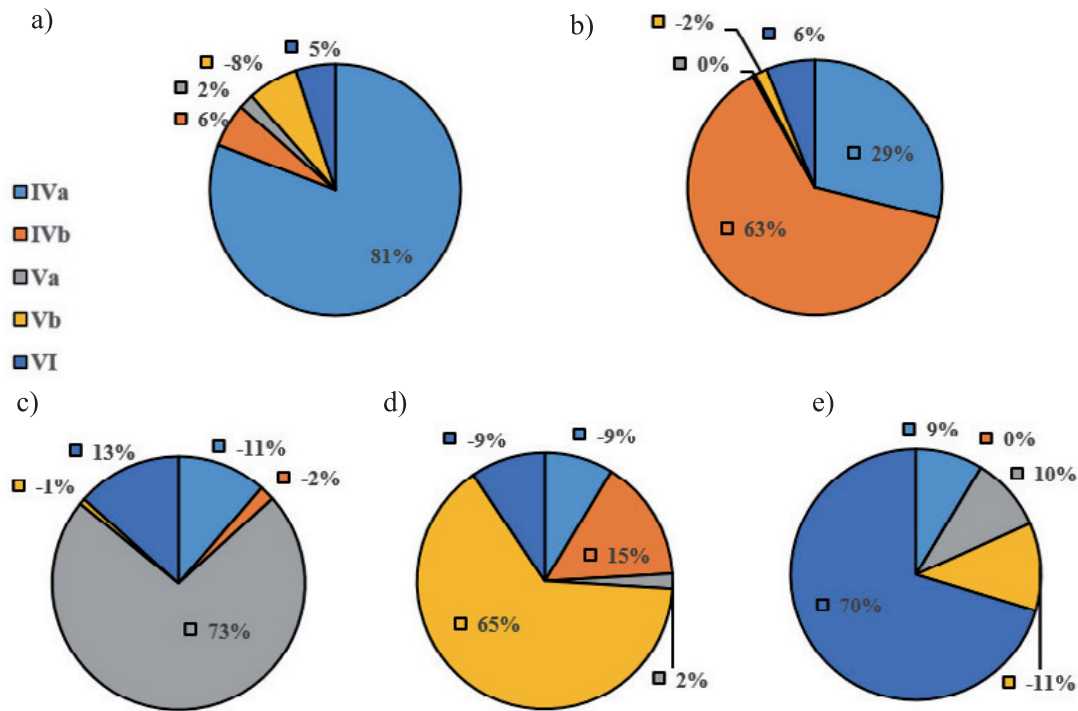 a)
5%
-8%
2%
6%
81%
b)
-2%
6%
0%
29%
63%
IVa
IVb
Va
Vb
VI
c)
13%
-11%
-1%
-2%
73%
d)
-9%
-9%
15%
65%
2%
e)
9%
0%
10%
70%
-11%